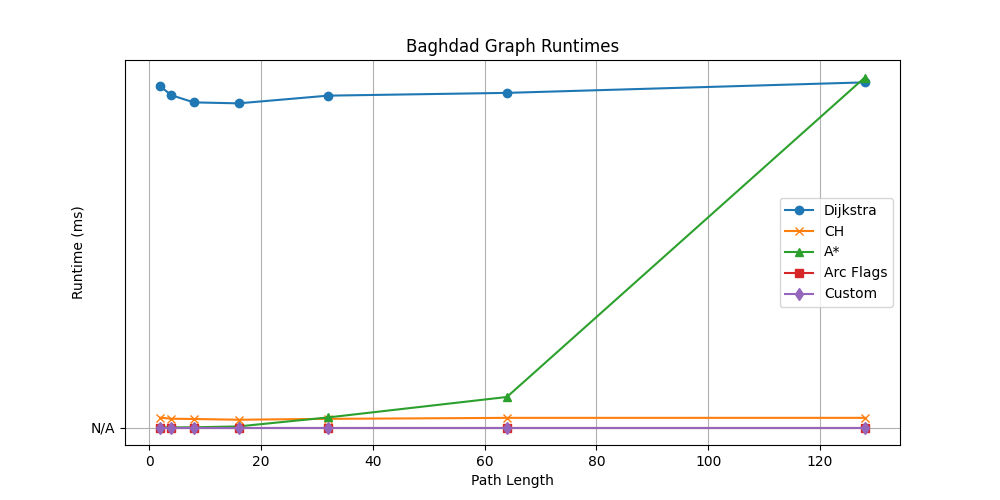 Baghdad Graph Runtimes
Runtime (ms)
N/A
Dijkstra
CH
A*
Arc Flags
Custom
0 20 40 60 80 100 120
Path Length